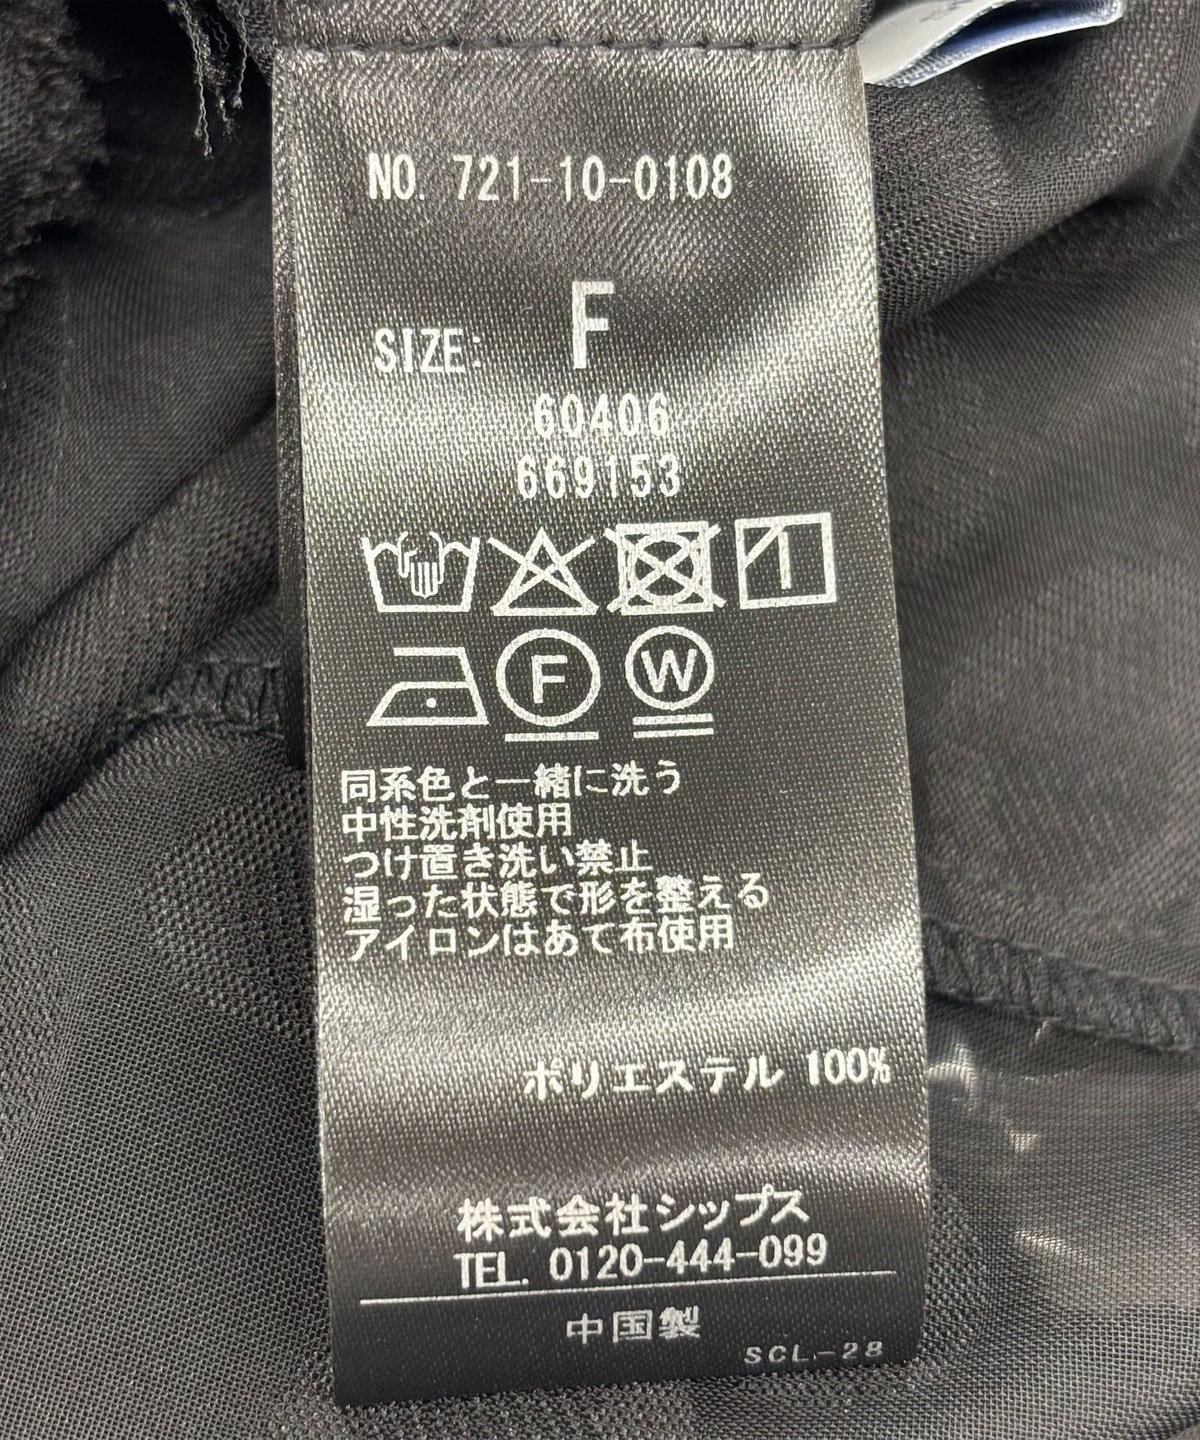 NO. 721-10-0108
SIZE: F
60406
669153
F W
同系色と一緒に洗う
中性洗剤使用
つけ置き洗い禁止
湿った状態で形を整える
アイロンはあて布使用
ポリエステル 100%
株式会社シップス
TEL. 0120-444-099
中国製
SCL-28